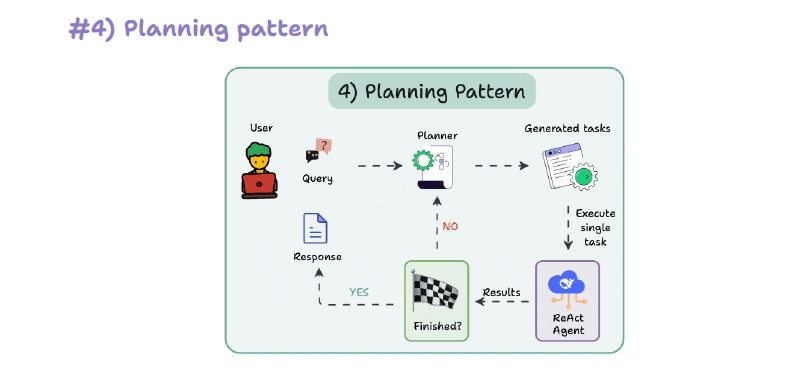 #4) Planning pattern
4) Planning Pattern
User
?
Query
Planner
Generated tasks
Execute
single
task
NO
Response
YES
Finished?
Results
ReAct
Agent